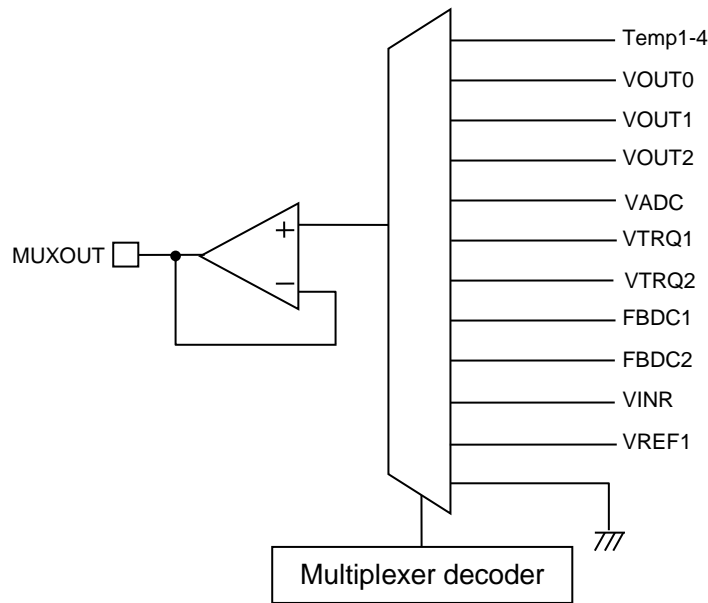 Temp1-4
VOUT0
VOUT1
VOUT2
VADC
VTRQ1
VTRQ2
FBDC1
FBDC2
VINR
VREF1
+
−
MUXOUT
Multiplexer decoder